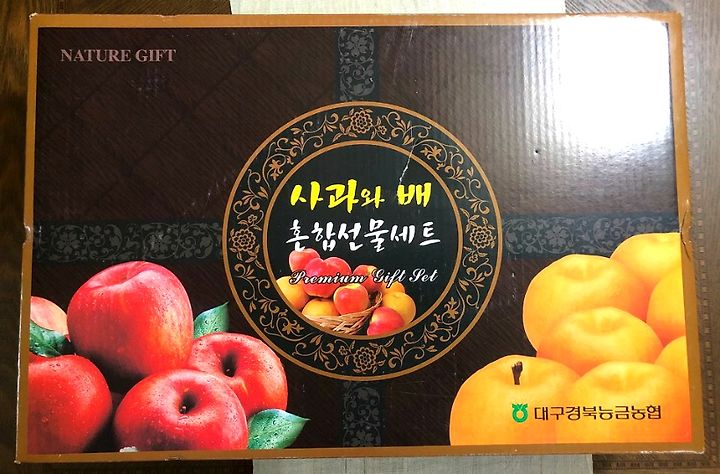 NATURE GIFT
사과와 배
혼합선물세트
Premium Gift Set
대구경북능금농협